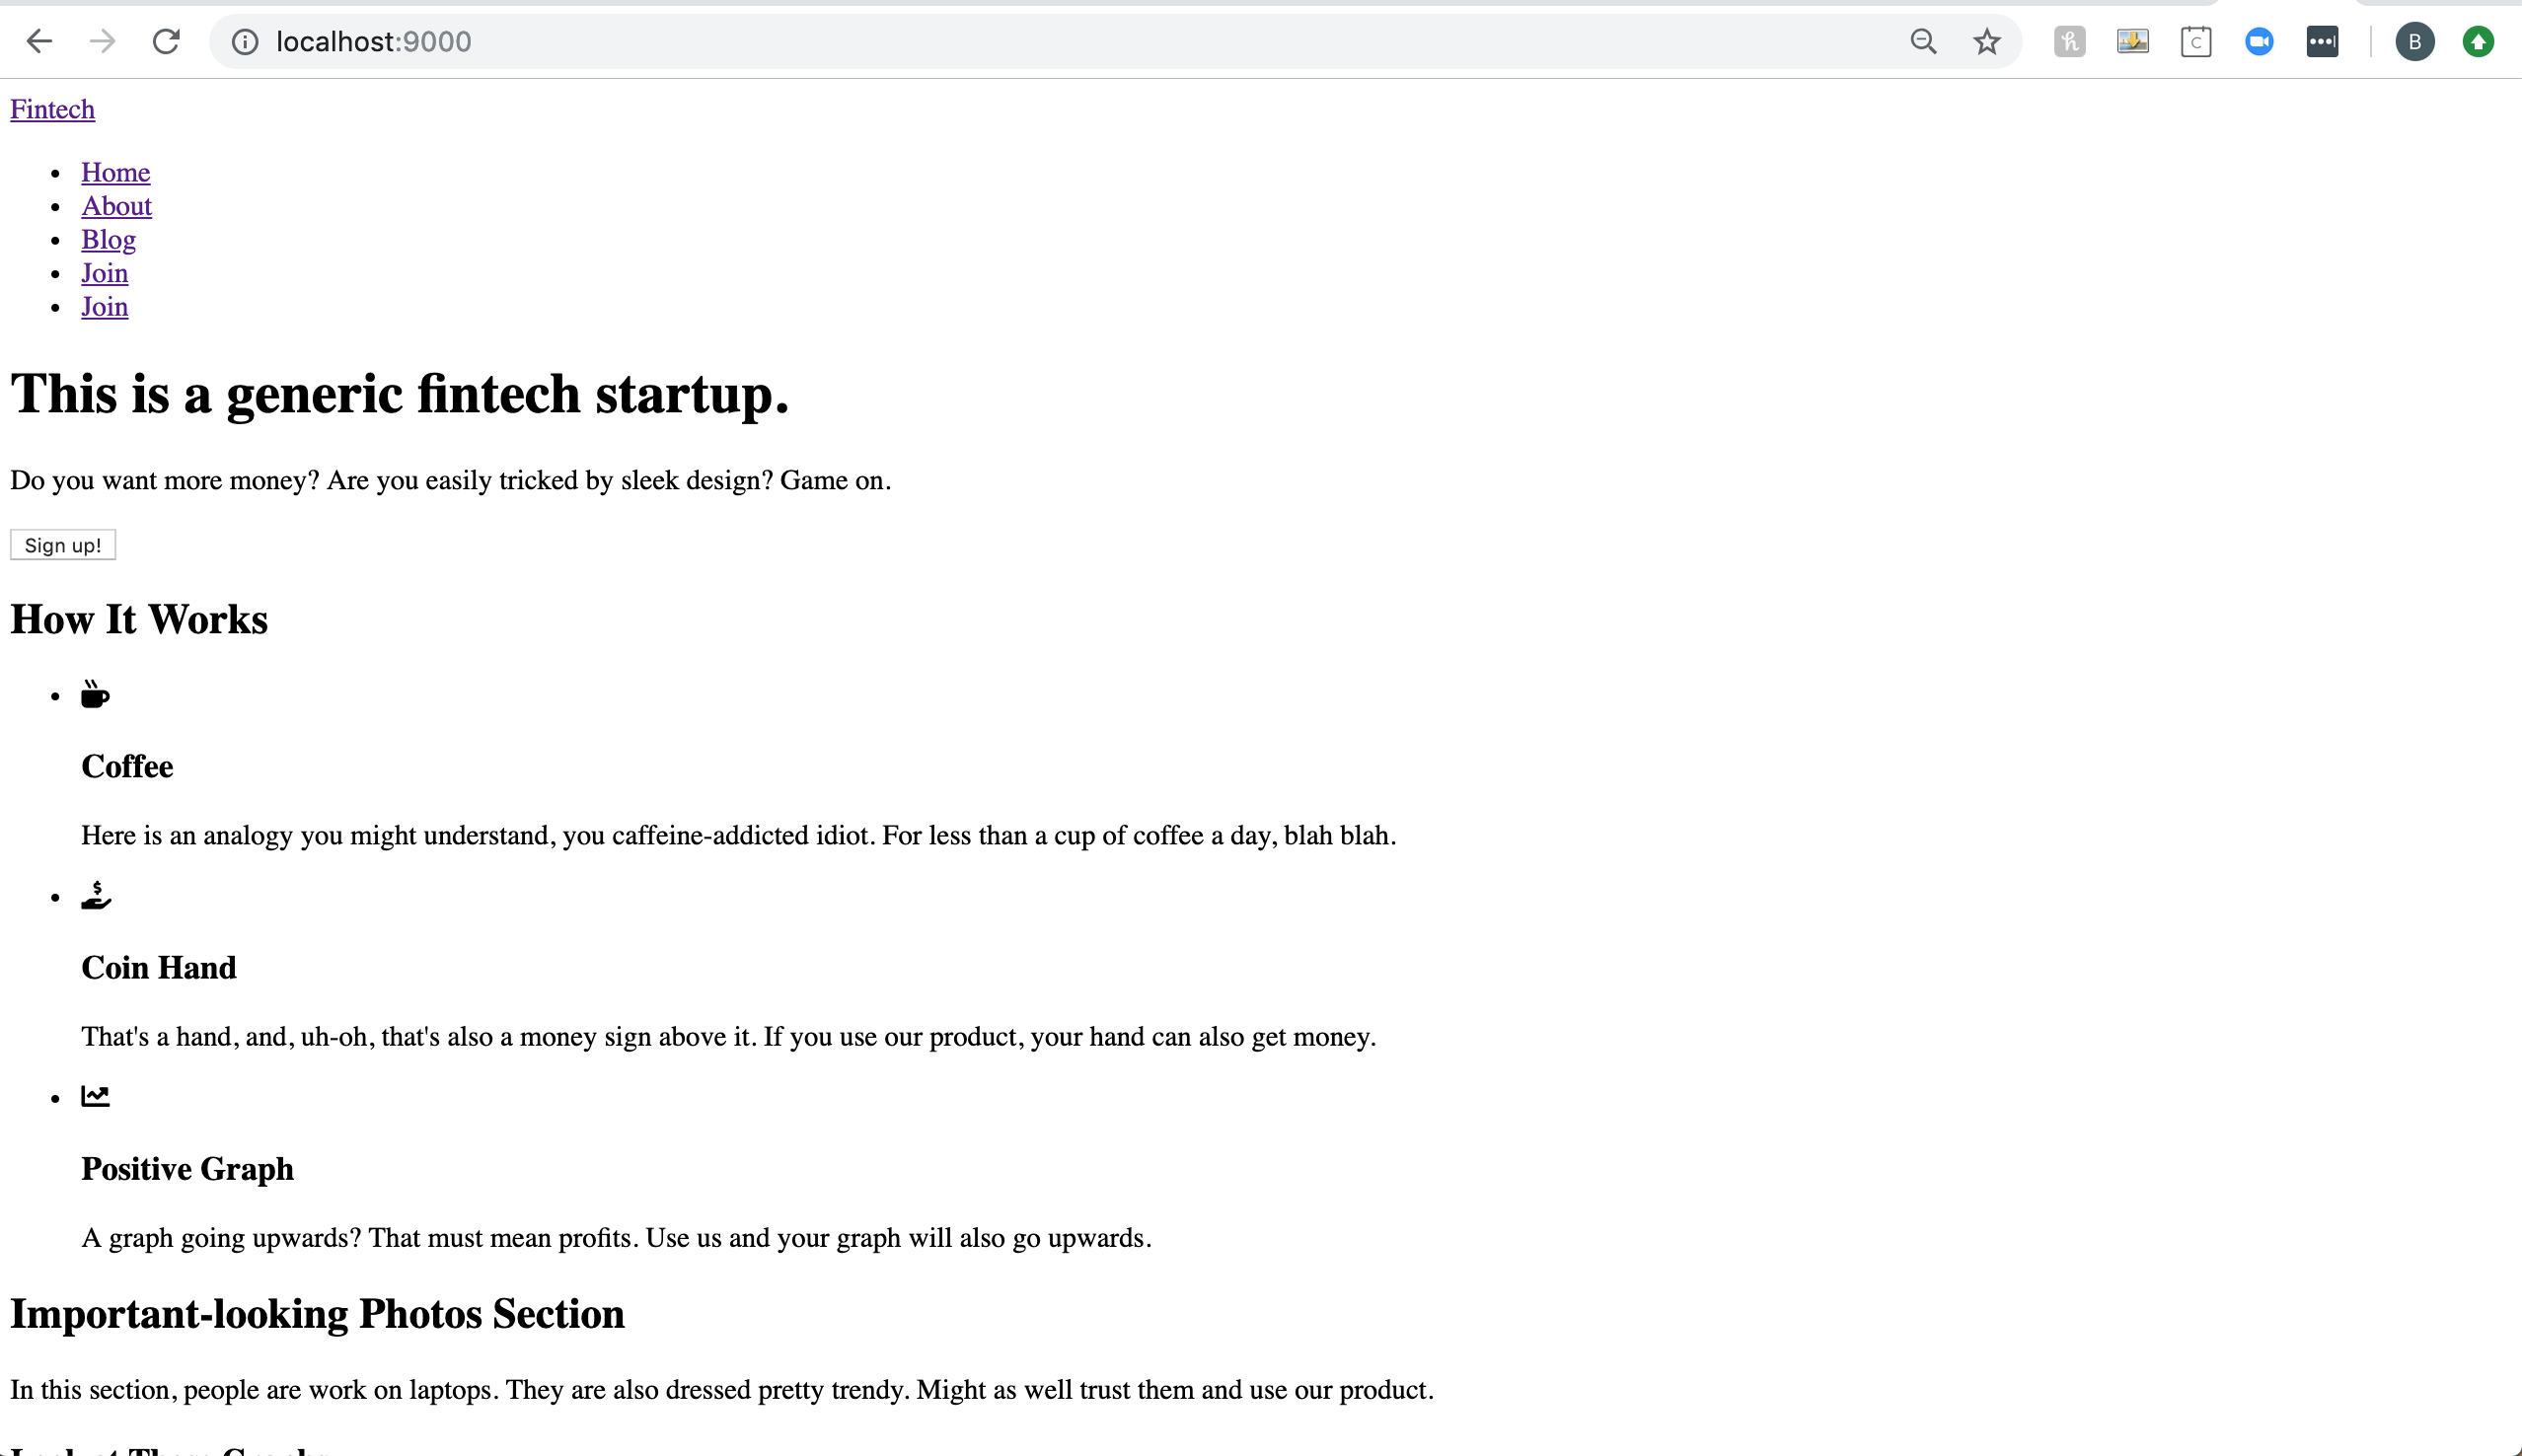 localhost:9000
B
Fintech
Home
About
Blog
Join
Join
This is a generic fintech startup.
Do you want more money? Are you easily tricked by sleek design? Game on.
Sign up!
How It Works
Coffee
Here is an analogy you might understand, you caffeine-addicted idiot. For less than a cup of coffee a day, blah blah.
$
Coin Hand
That's a hand, and, uh-oh, that's also a money sign above it. If you use our product, your hand can also get money.
Positive Graph
A graph going upwards? That must mean profits. Use us and your graph will also go upwards.
Important-looking Photos Section
In this section, people are work on laptops. They are also dressed pretty trendy. Might as well trust them and use our product.